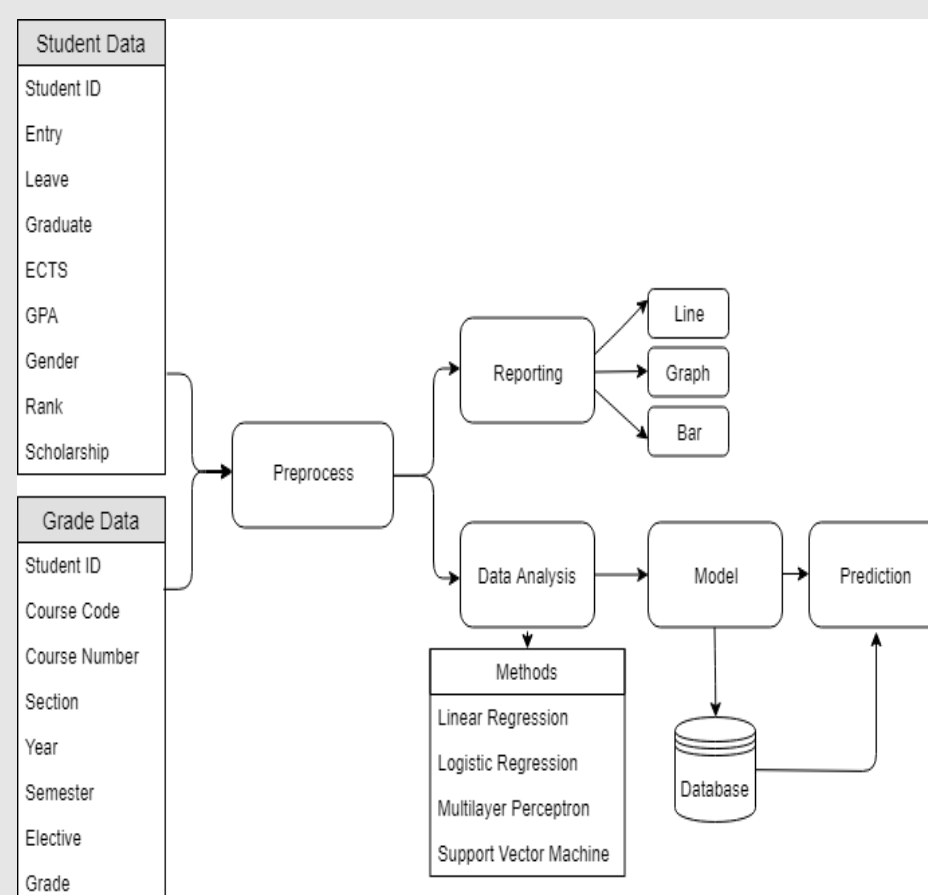 Student Data
Student ID
Entry
Leave
Graduate
ECTS
GPA
Gender
Rank
Scholarship
Grade Data
Student ID
Course Code
Course Number
Section
Year
Semester
Elective
Grade
Preprocess
Reporting
Line
Graph
Bar
Data Analysis
Model
Prediction
Methods
Linear Regression
Logistic Regression
Multilayer Perceptron
Support Vector Machine
Database